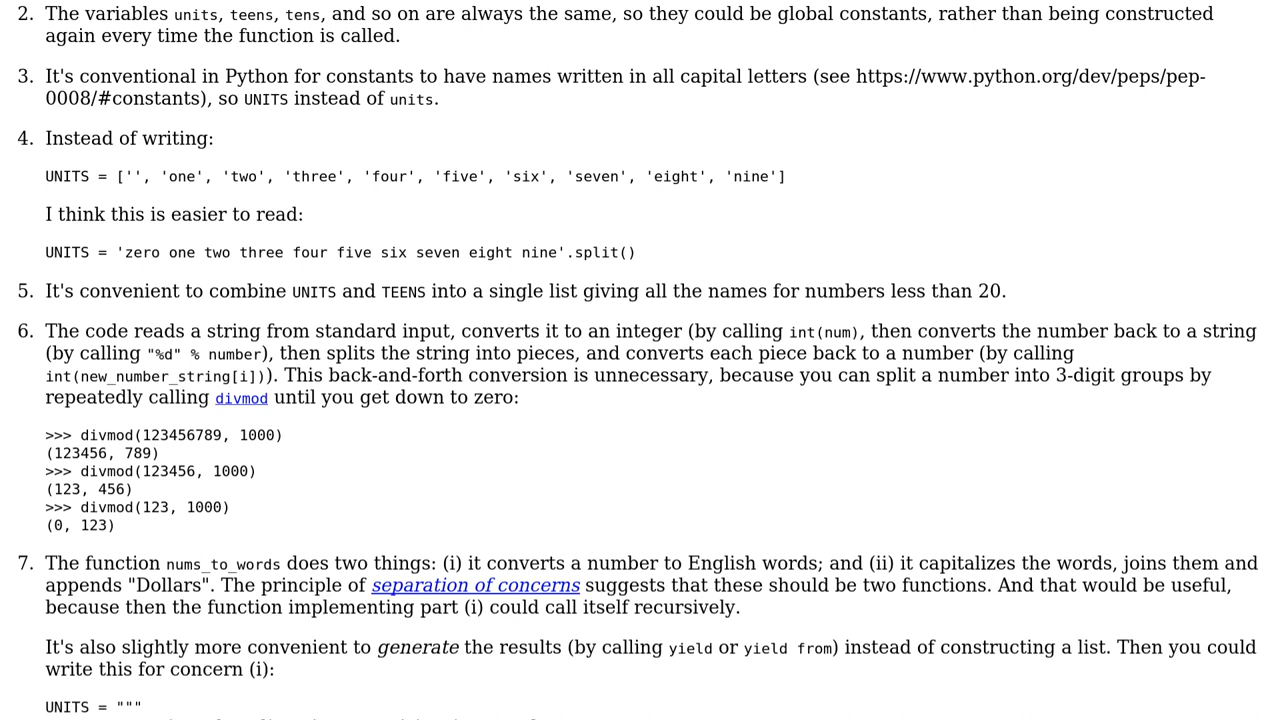 2. The variables units, teens, tens, and so on are always the same, so they could be global constants, rather than being constructed
again every time the function is called.
3. It's conventional in Python for constants to have names written in all capital letters (see https://www.python.org/dev/peps/pep-
0008/#constants), so UNITS instead of units.
4. Instead of writing:
UNITS = ['', 'one', 'two', 'three', 'four', 'five', 'six', 'seven', 'eight', 'nine']
I think this is easier to read:
UNITS = 'zero one two three four five six seven eight nine'.split()
5. It's convenient to combine UNITS and TEENS into a single list giving all the names for numbers less than 20.
6. The code reads a string from standard input, converts it to an integer (by calling int(num), then converts the number back to a string
(by calling "%d" % number), then splits the string into pieces, and converts each piece back to a number (by calling
int(new_number_string[i])). This back-and-forth conversion is unnecessary, because you can split a number into 3-digit groups by
repeatedly calling divmod until you get down to zero:
>>> divmod(123456789, 1000)
(123456, 789)
>>> divmod(123456, 1000)
(123, 456)
>>> divmod(123, 1000)
(0, 123)
7. The function nums_to_words does two things: (i) it converts a number to English words; and (ii) it capitalizes the words, joins them and
appends "Dollars". The principle of separation of concerns suggests that these should be two functions. And that would be useful,
because then the function implementing part (i) could call itself recursively.
It's also slightly more convenient to generate the results (by calling yield or yield from) instead of constructing a list. Then you could
write this for concern (i):
UNITS = """